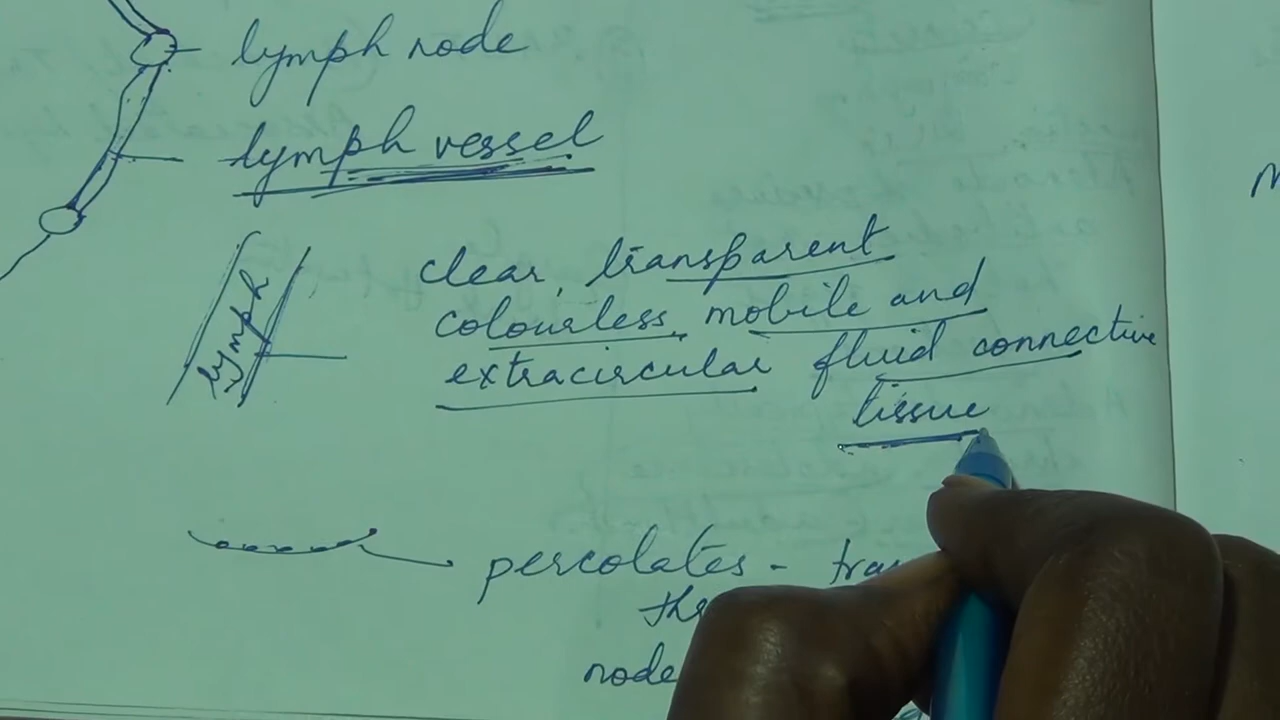 lymph node
lymph vessel
lymph
clear, transparent
colourless, mobile and
extracircular fluid connective
tissue
percolates -
node